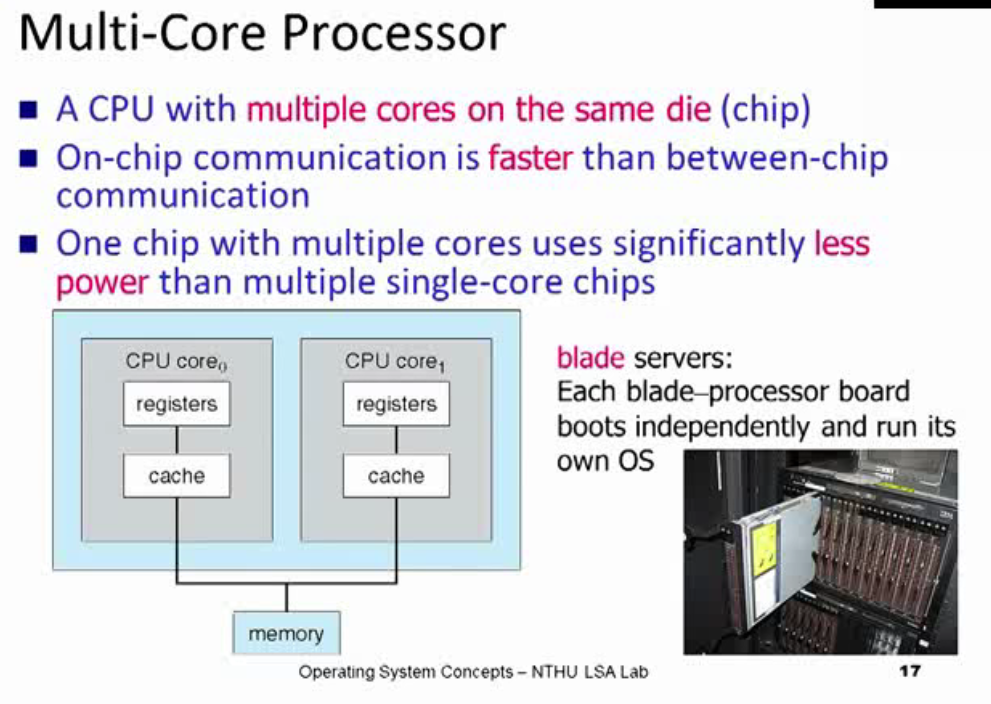 Multi-Core Processor
■ A CPU with multiple cores on the same die (chip)
■ On-chip communication is faster than between-chip
communication
■ One chip with multiple cores uses significantly less
power than multiple single-core chips
CPU core₀
registers
cache
CPU core₁
registers
cache
memory
blade servers:
Each blade–processor board
boots independently and run its
own OS
IBM
Operating System Concepts – NTHU LSA Lab
17